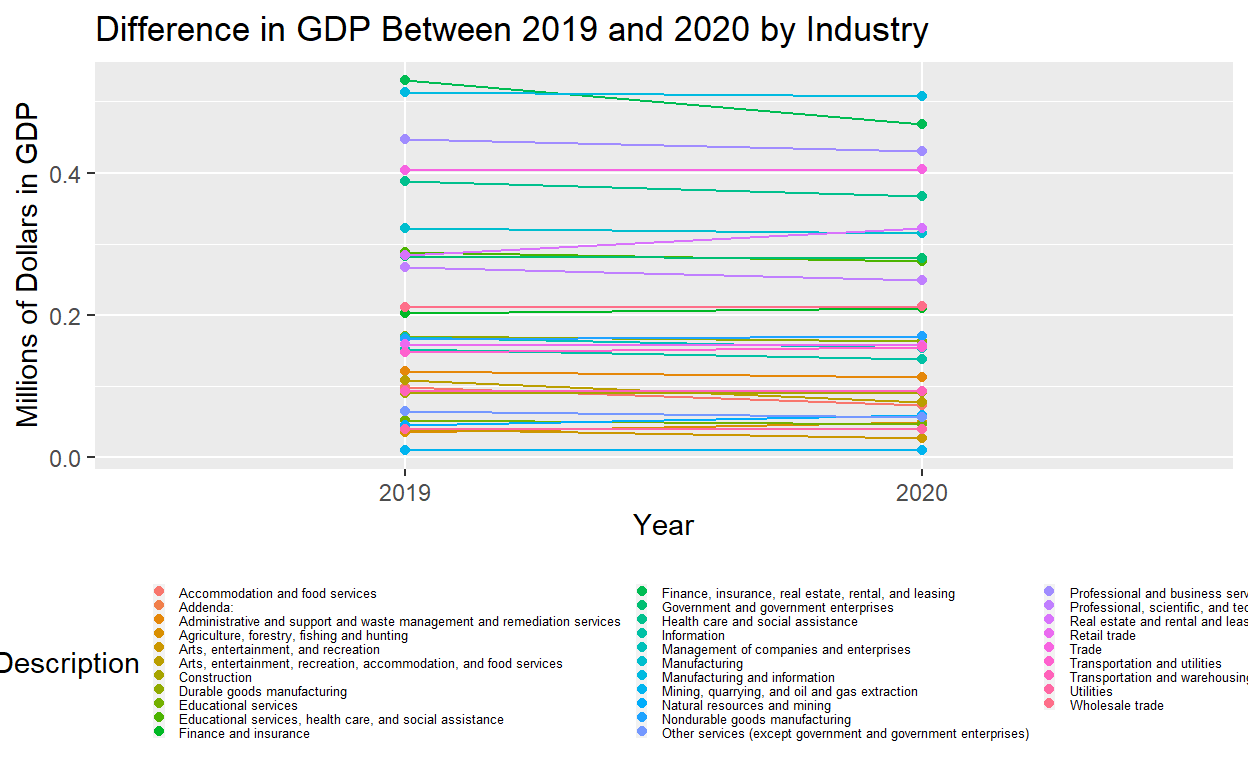 Difference in GDP Between 2019 and 2020 by Industry
Millions of Dollars in GDP
0.4
0.2
0.0
2019
2020
Year
Description
Accommodation and food services
Addenda:
Administrative and support and waste management and remediation services
Agriculture, forestry, fishing and hunting
Arts, entertainment, and recreation
Arts, entertainment, recreation, accommodation, and food services
Construction
Durable goods manufacturing
Educational services
Educational services, health care, and social assistance
Finance and insurance
Finance, insurance, real estate, rental, and leasing
Government and government enterprises
Health care and social assistance
Information
Management of companies and enterprises
Manufacturing
Manufacturing and information
Mining, quarrying, and oil and gas extraction
Natural resources and mining
Nondurable goods manufacturing
Other services (except government and government enterprises)
Professional and business
Professional, scientific, and
Real estate and rental and
Retail trade
Trade
Transportation and utilities
Transportation and warehousing
Utilities
Wholesale trade